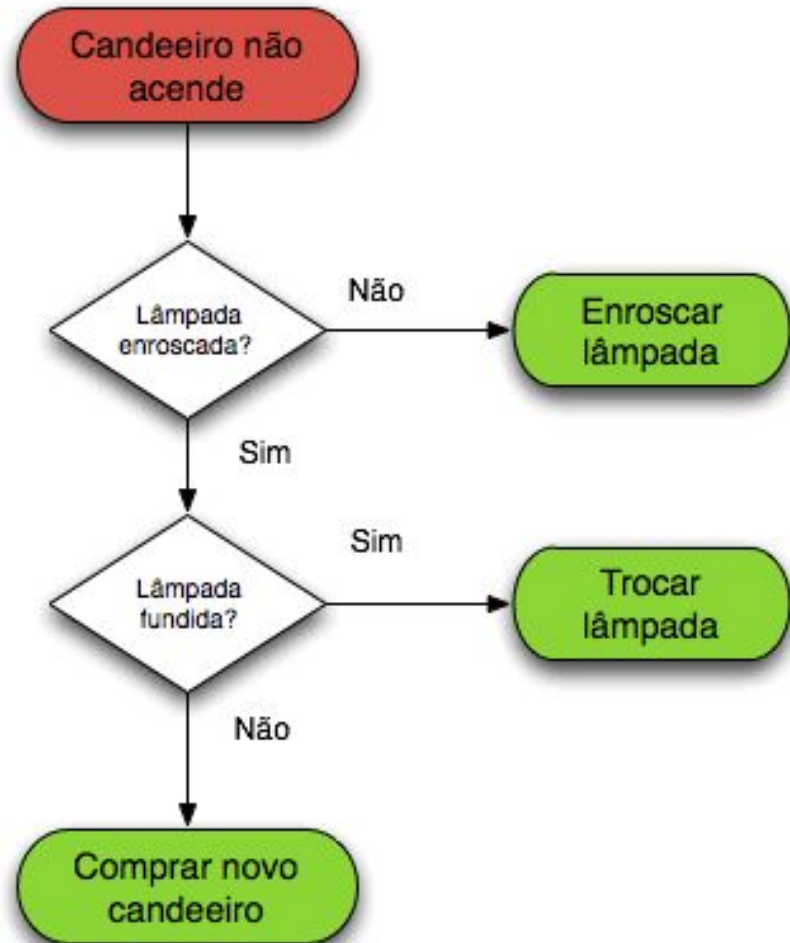 Candeeiro não
acende
Lâmpada
enroscada?
Não
Enroscar
lâmpada
Sim
Lâmpada
fundida?
Sim
Trocar
lâmpada
Não
Comprar novo
candeeiro